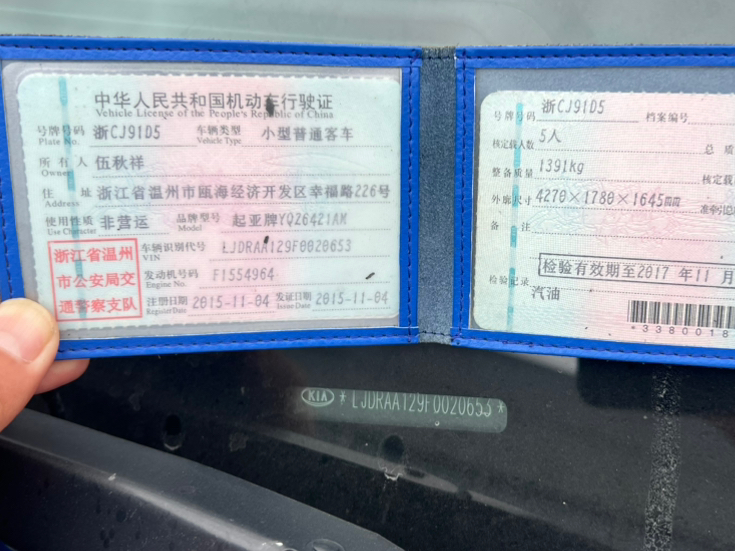 中华人民共和国机动车行驶证
Vehicle License of the People's Republic of China
号牌号码 浙CJ91D5 车辆类型 小型普通客车
Plate No. Vehicle Type
所有人 伍秋祥
Owner
住址 浙江省温州市瓯海经济开发区幸福路226号
Address
使用性质 非营运 品牌型号 起亚牌YQZ6421AM
Use Character Model
浙江省温州
市公安局交
通警察支队
车辆识别代号 LJDRAA129F0020653
VIN
发动机号码 F1554964
Engine No.
注册日期 2015-11-04 发证日期 2015-11-04
Register Date Issue Date
号牌号码 浙CJ91D5 档案编号
核定载人数 5人 总质
整备质量 1391kg 核定载
外廓尺寸 4270×1780×1645 准牵引总
备注
检验有效期至2017 年11 月
检验记录
汽油
*3380018
KIA *LJDRAA129F0020653*